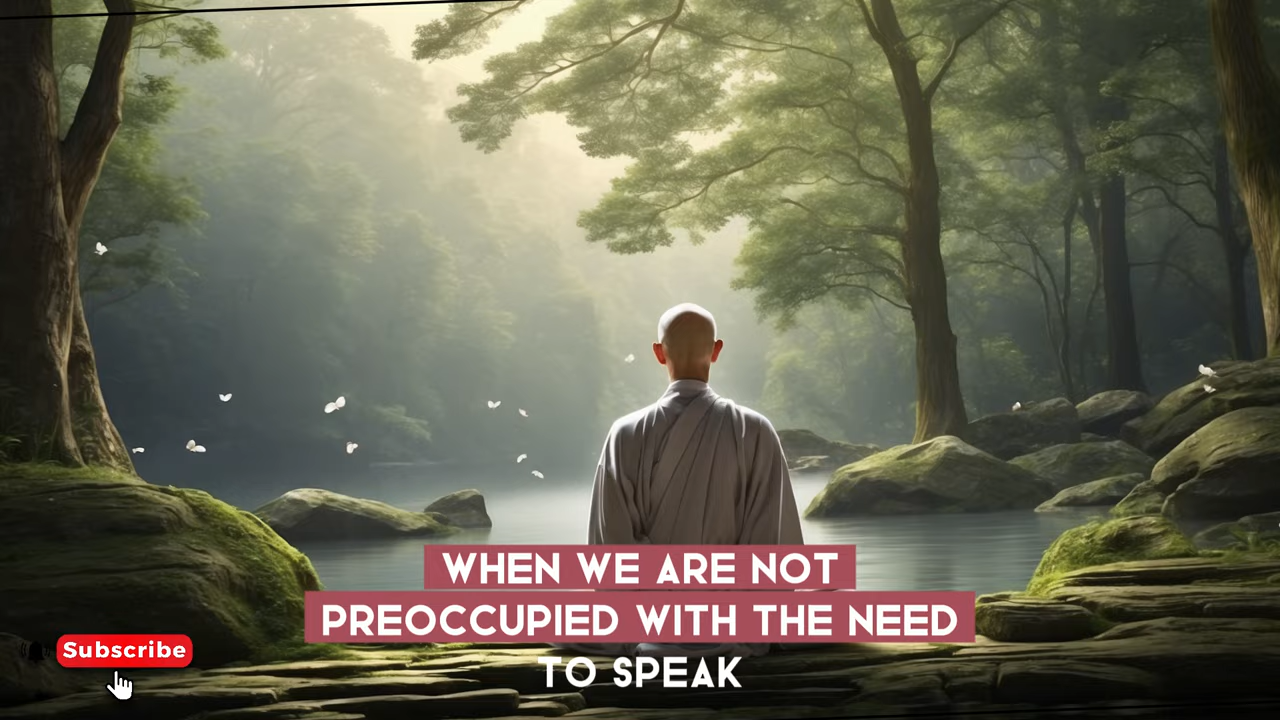 WHEN WE ARE NOT
PREOCCUPIED WITH THE NEED
TO SPEAK
Subscribe